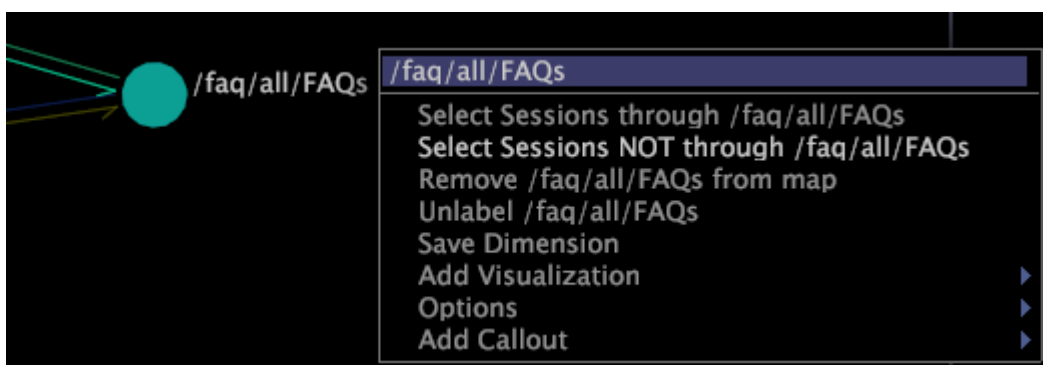 /faq/all/FAQs
/faq/all/FAQs
Select Sessions through /faq/all/FAQs
Select Sessions NOT through /faq/all/FAQs
Remove /faq/all/FAQs from map
Unlabel /faq/all/FAQs
Save Dimension
Add Visualization
Options
Add Callout